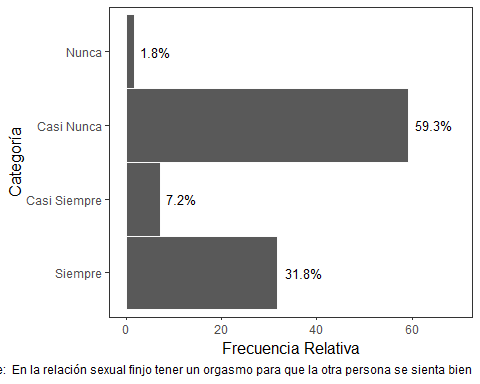 Nunca
1.8%
Casi Nunca
59.3%
Casi Siempre
7.2%
Siempre
31.8%
Categoría
0 20 40 60
Frecuencia Relativa
En la relación sexual finjo tener un orgasmo para que la otra persona se sienta bien